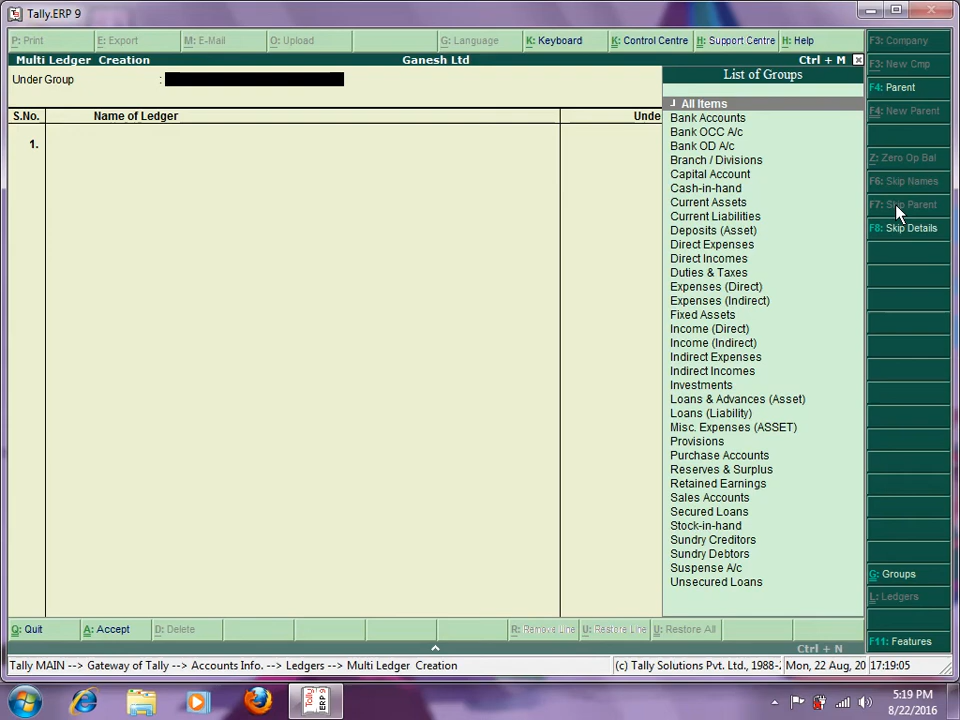 Tally.ERP 9
P: Print
E: Export
M: E-Mail
O: Upload
G: Language
K: Keyboard
K: Control Centre
H: Support Centre
H: Help
Multi Ledger Creation
Ganesh Ltd
Ctrl + M
Under Group :
S.No. Name of Ledger Unde
1.
List of Groups
All Items
Bank Accounts
Bank OCC A/c
Bank OD A/c
Branch / Divisions
Capital Account
Cash-in-hand
Current Assets
Current Liabilities
Deposits (Asset)
Direct Expenses
Direct Incomes
Duties & Taxes
Expenses (Direct)
Expenses (Indirect)
Fixed Assets
Income (Direct)
Income (Indirect)
Indirect Expenses
Indirect Incomes
Investments
Loans & Advances (Asset)
Loans (Liability)
Misc. Expenses (ASSET)
Provisions
Purchase Accounts
Reserves & Surplus
Retained Earnings
Sales Accounts
Secured Loans
Stock-in-hand
Sundry Creditors
Sundry Debtors
Suspense A/c
Unsecured Loans
F3: Company
F3: New Cmp
F4: Parent
F4: New Parent
Z: Zero Op Bal
F6: Skip Names
F7: Skip Parent
F8: Skip Details
G: Groups
L: Ledgers
F11: Features
Q: Quit
A: Accept
D: Delete
R: Remove Line
U: Restore Line
U: Restore All
Ctrl + N
Tally MAIN --> Gateway of Tally --> Accounts Info. --> Ledgers --> Multi Ledger Creation
(c) Tally Solutions Pvt. Ltd., 1988-
Mon, 22 Aug, 20
17:19:05
Tally
ERP 9
5:19 PM
8/22/2016